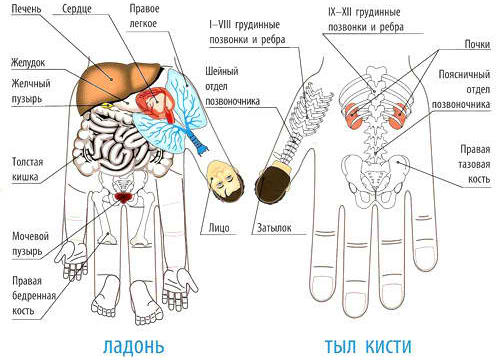 Печень
Сердце
Правое
легкое
Желудок
Желчный
пузырь
Толстая
кишка
Мочевой
пузырь
Правая
бедренная
кость
Лицо
ЛАДОНЬ
I–VIII грудинные
позвонки и ребра
Шейный
отдел
позвоночника
Затылок
IX–XII грудинные
позвонки и ребра
Почки
Поясничный
отдел
позвоночника
Правая
тазовая
кость
ТЫЛ КИСТИ